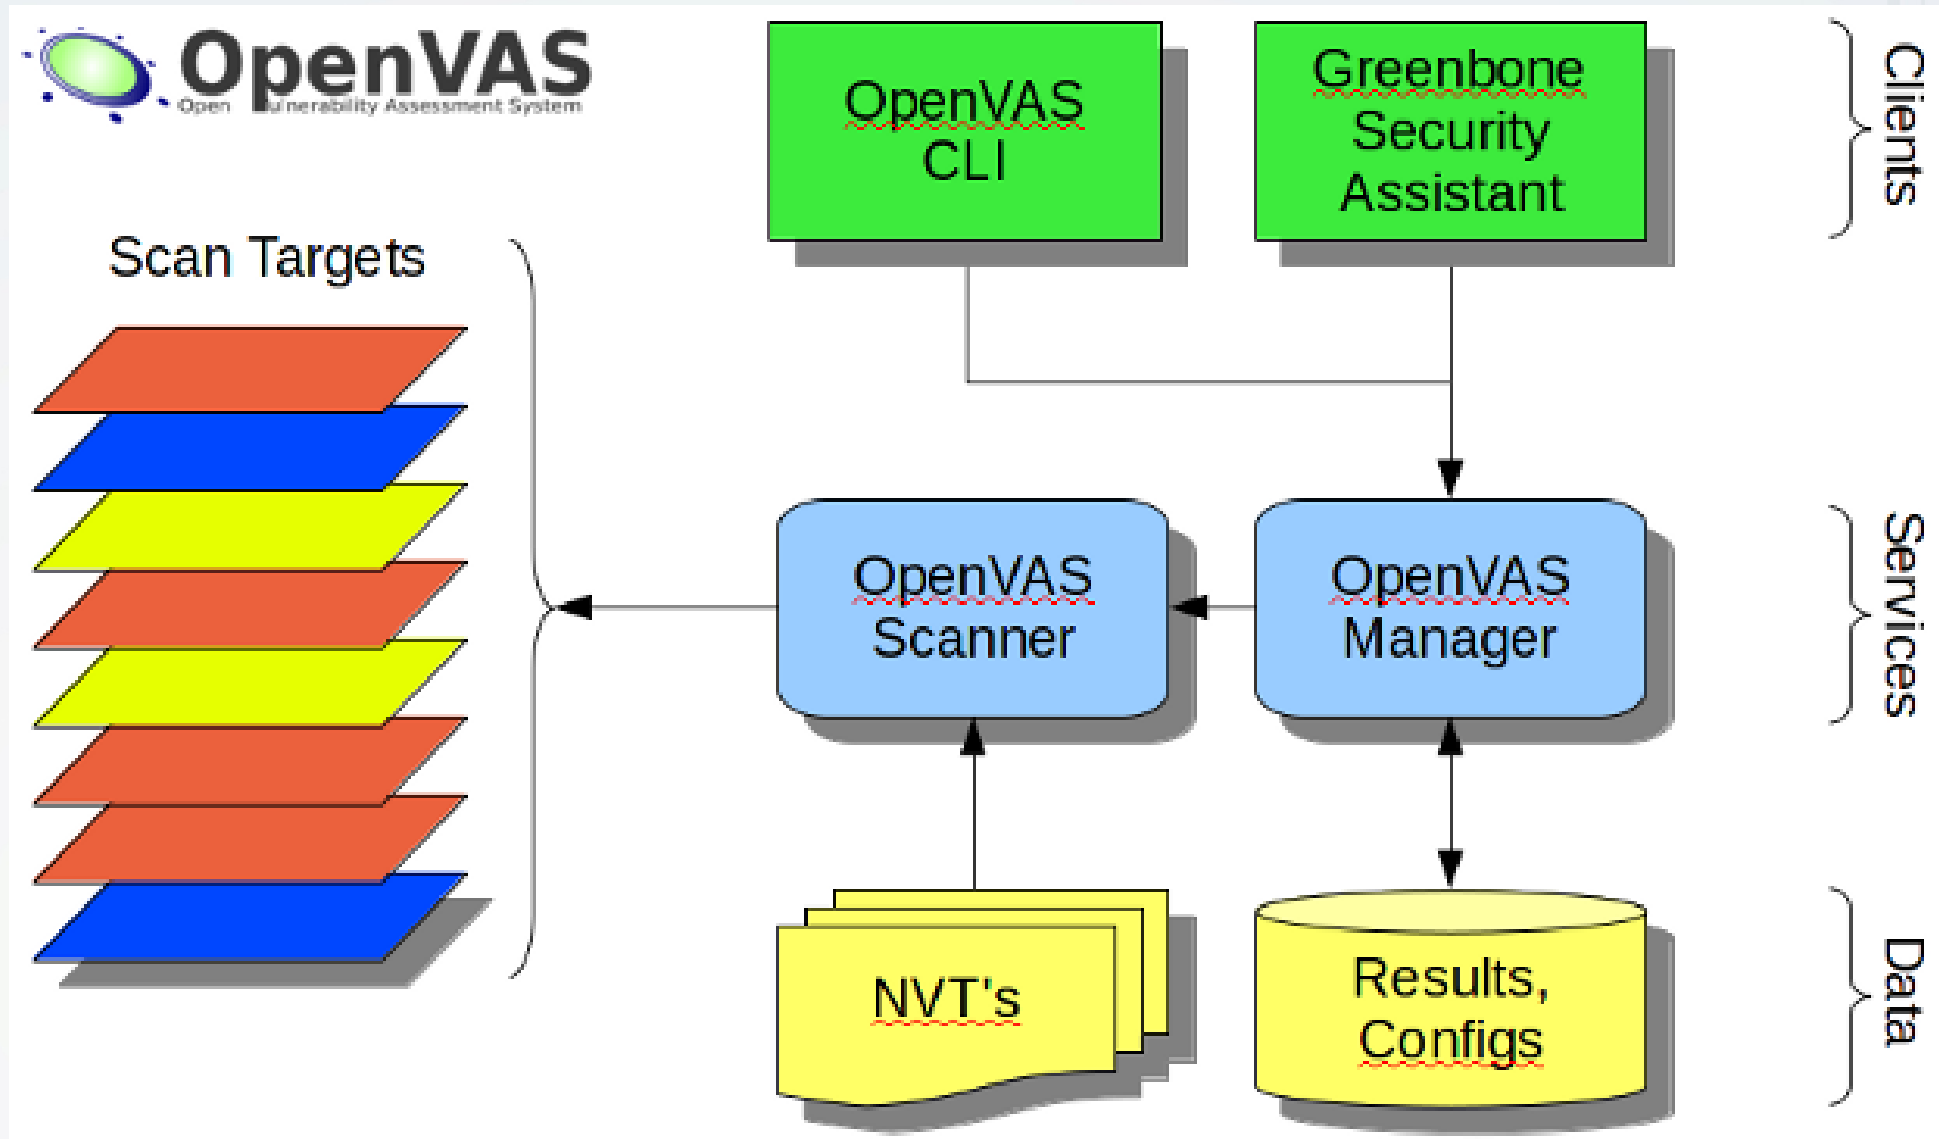 OpenVAS
Open ulnerability Assessment System
OpenVAS
CLI
Greenbone
Security
Assistant
Clients
Scan Targets
OpenVAS
Scanner
OpenVAS
Manager
Services
NVT's
Results,
Configs
Data